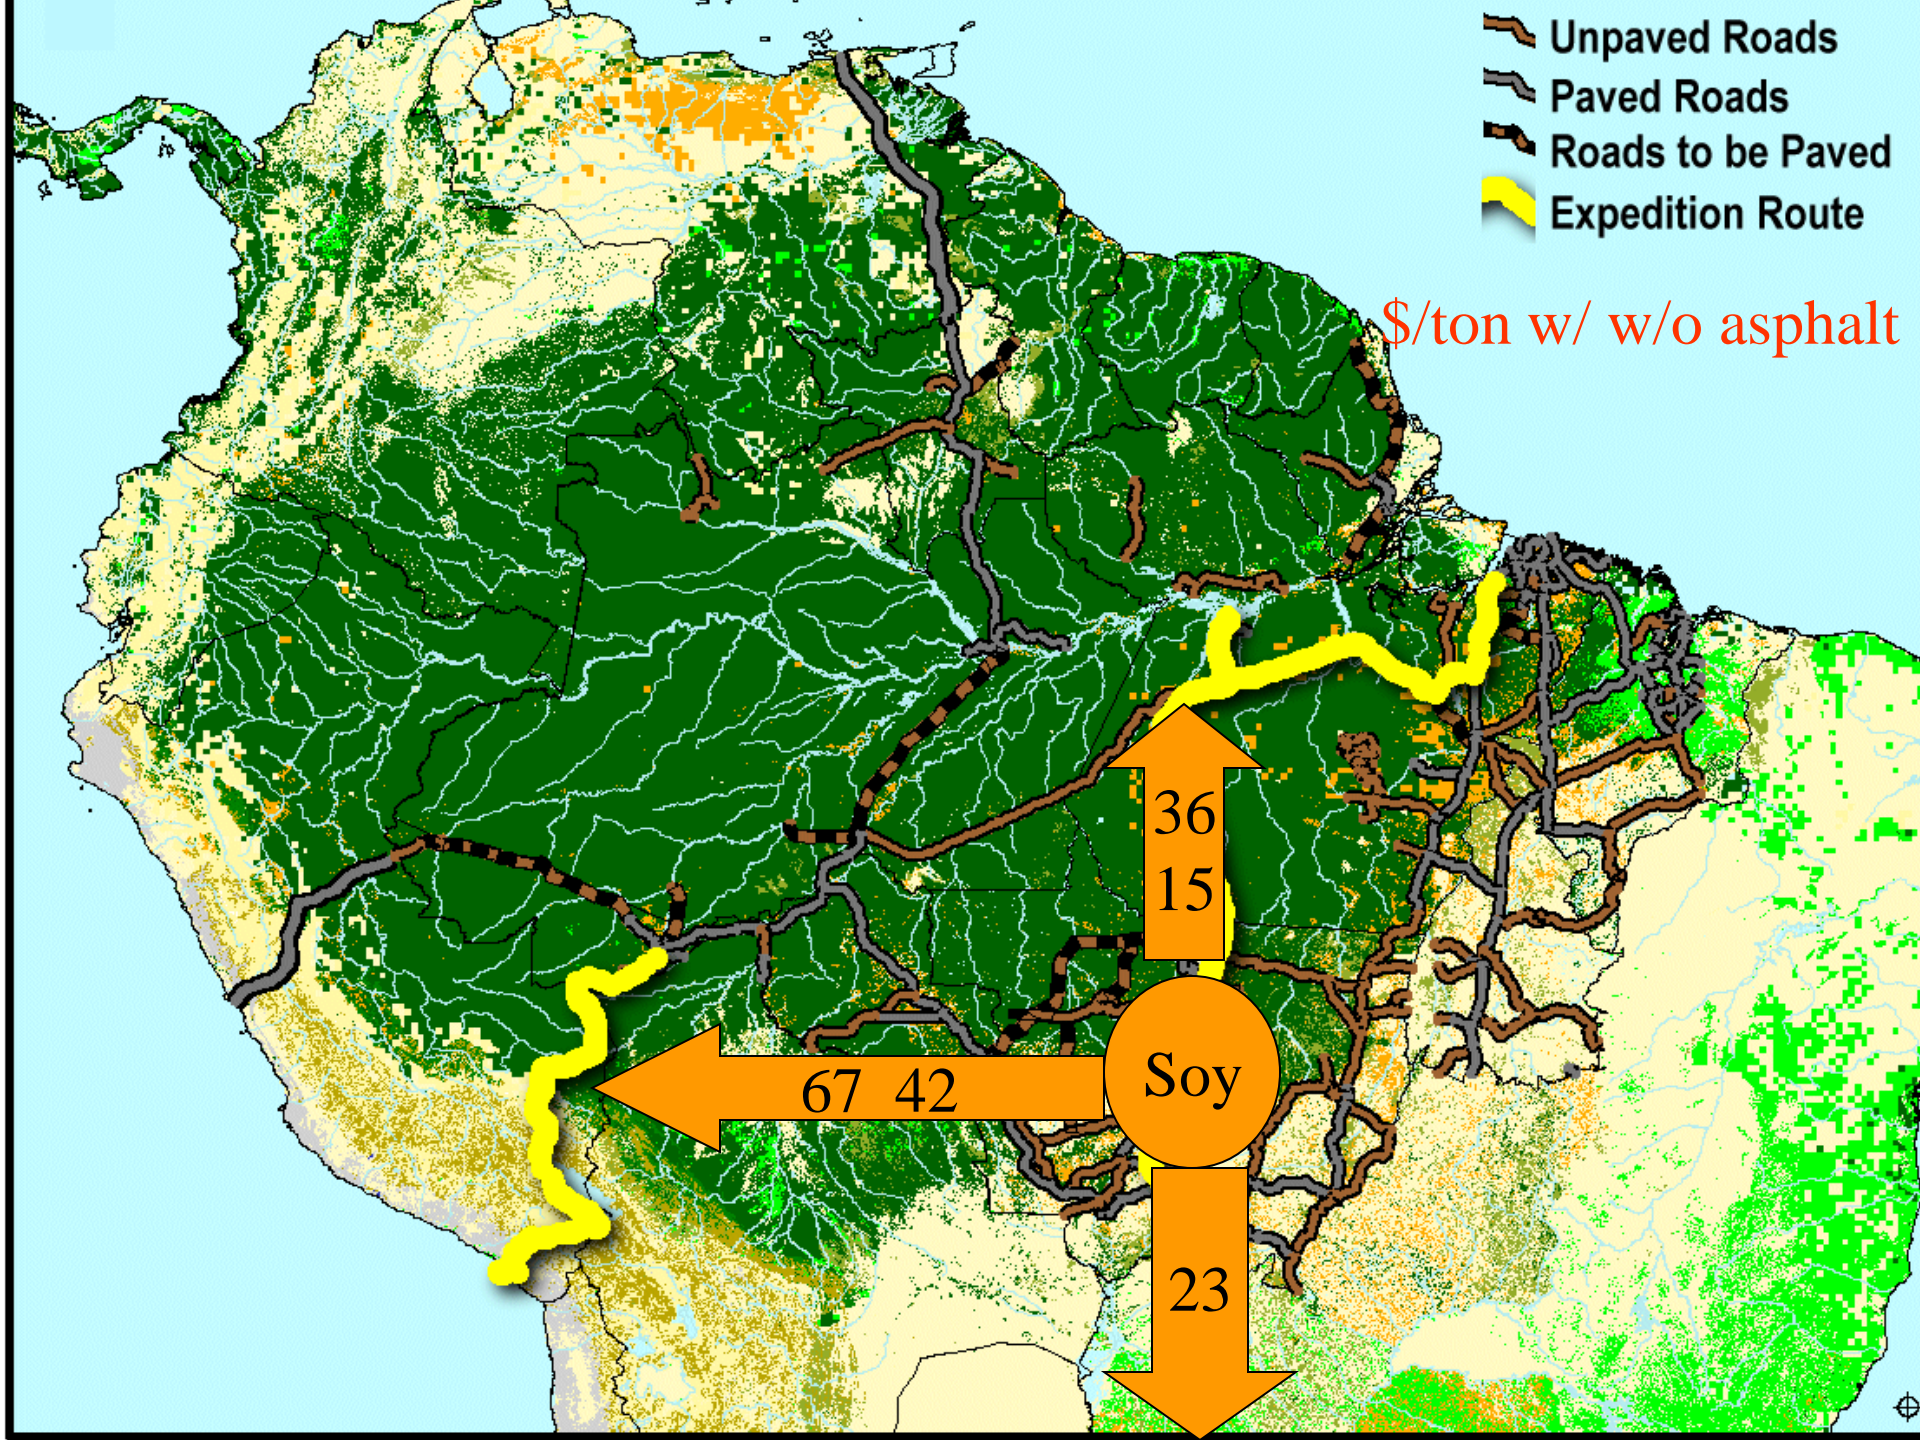 Unpaved Roads
Paved Roads
Roads to be Paved
Expedition Route
$/ton w/ w/o asphalt
36
15
67 42
Soy
23